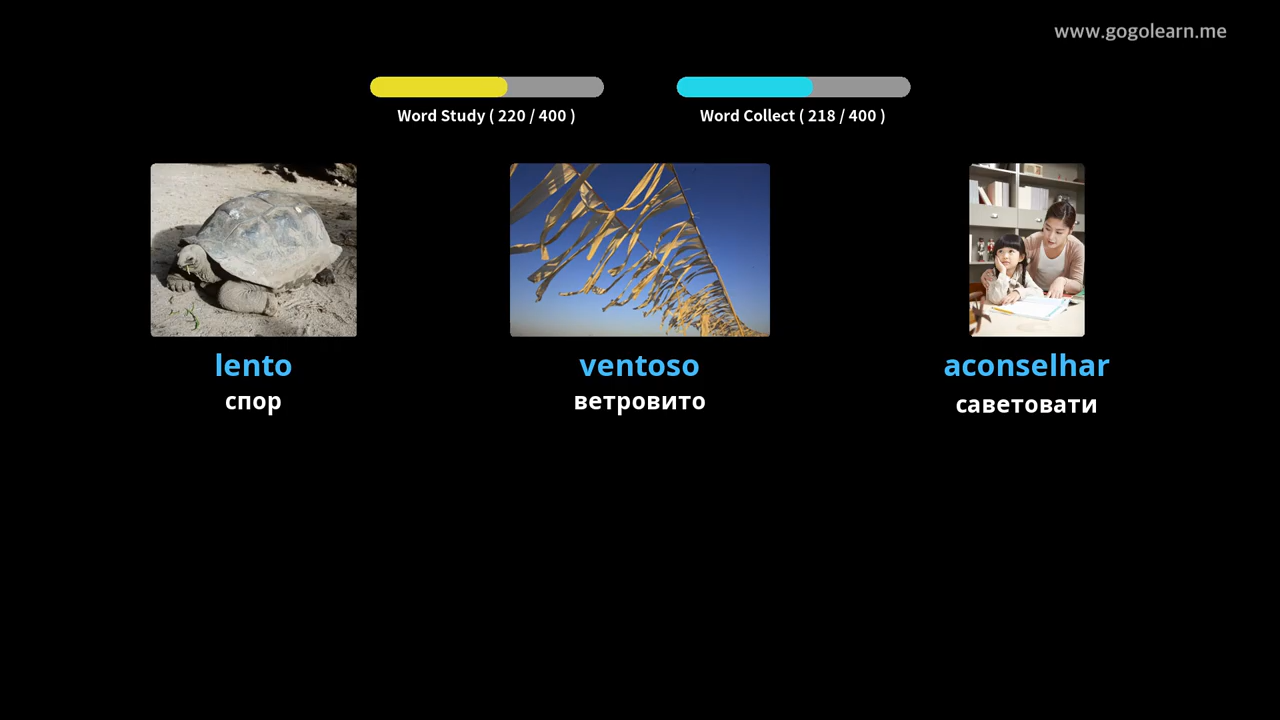 www.gogolearn.me
Word Study ( 220 / 400 )
Word Collect ( 218 / 400 )
lento
спор
ventoso
ветровито
aconselhar
саветовати